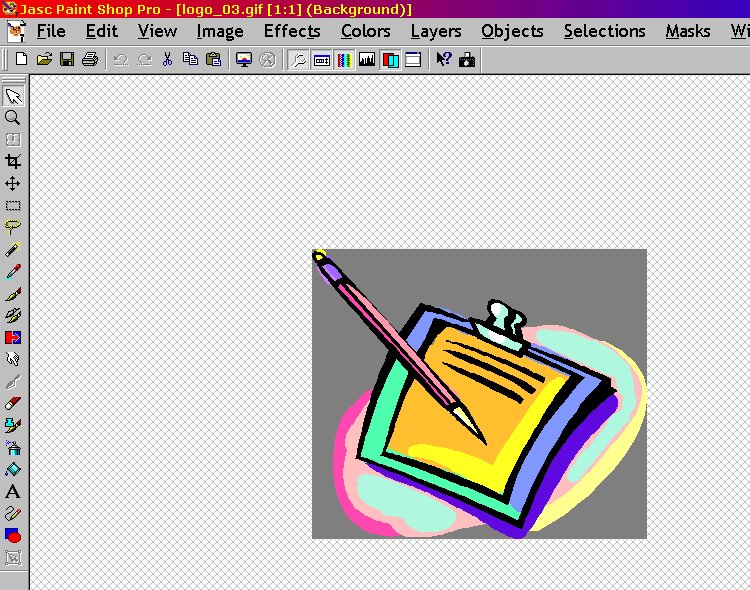 Jasc Paint Shop Pro - [logo_03.gif [1:1] (Background)]
File Edit View Image Effects Colors Layers Objects Selections Masks Wi
A